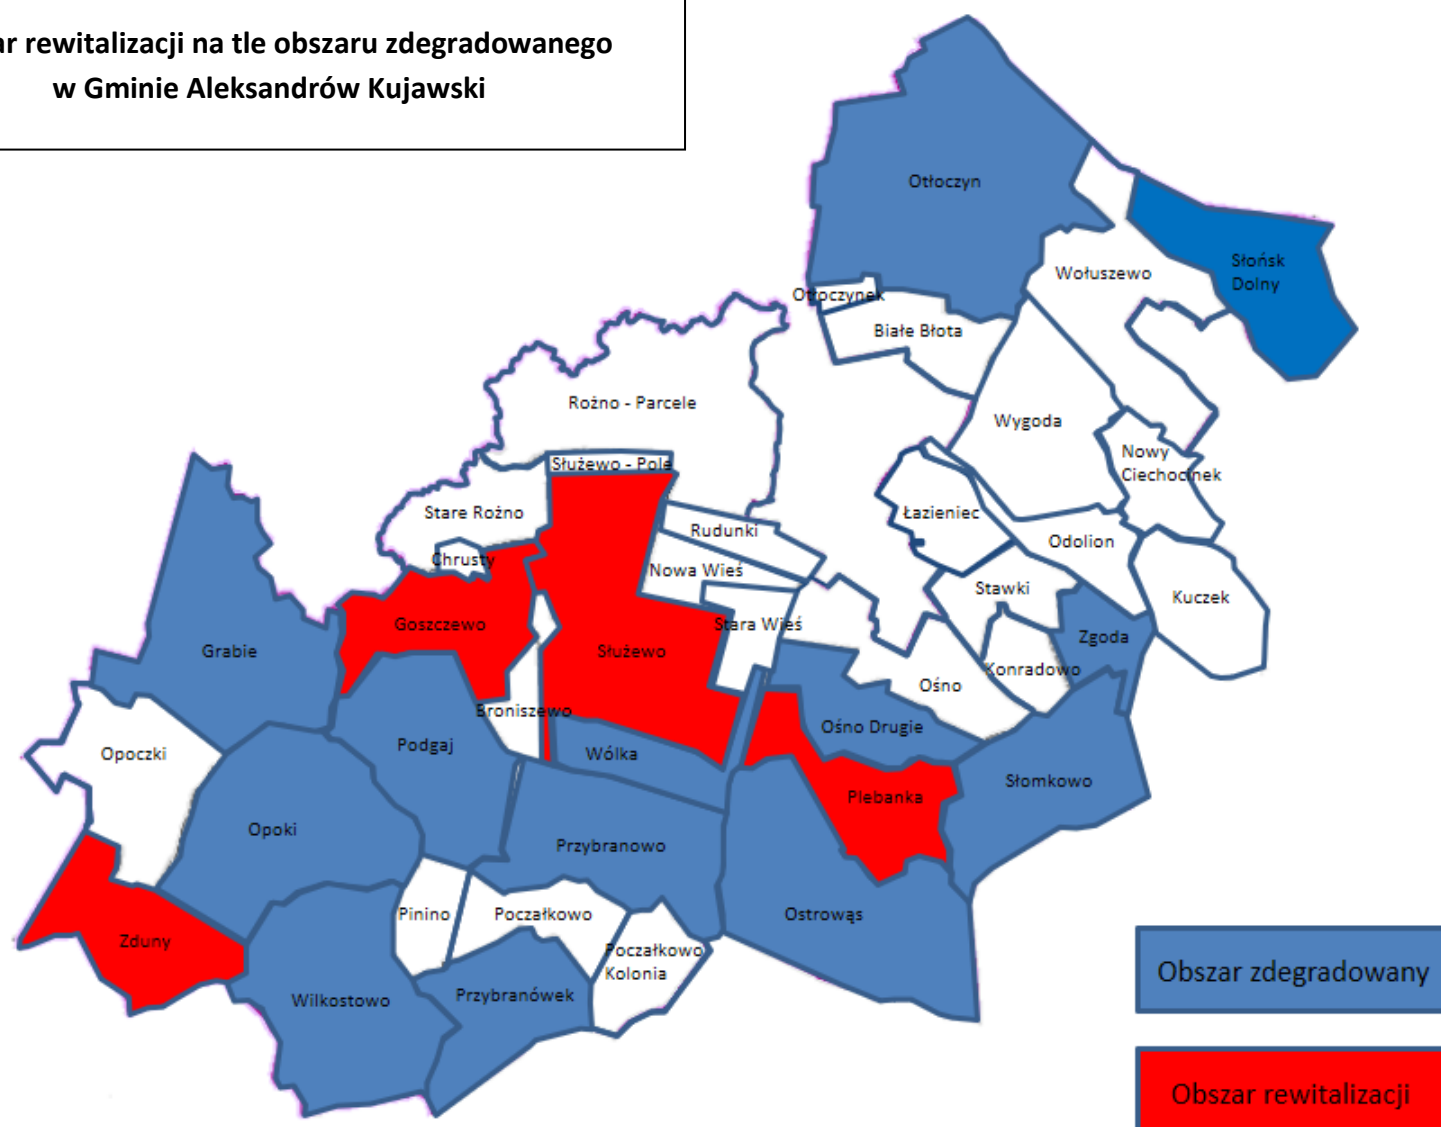 ar rewitalizacji na tle obszaru zdegradowanego
w Gminie Aleksandrów Kujawski
Otłoczyn
Słońsk
Dolny
Wołuszewo
Otłoczynek
Białe Błota
Rożno - Parcele
Wygoda
Nowy
Ciechocinek
Służewo - Pole
Stare Rożno
Łazieniec
Rudunki
Odolion
Chrusty
Nowa Wieś
Stawki
Kuczek
Goszczewo
Stara Wieś
Zgoda
Grabie
Służewo
Konradowo
Ośno
Broniszewo
Ośno Drugie
Podgaj
Opoczki
Wólka
Słomkowo
Plebanka
Opoki
Przybranowo
Pinino
Poczałkowo
Ostrowąs
Zduny
Poczałkowo
Kolonia
Wilkostowo
Przybranówek
Obszar zdegradowany
Obszar rewitalizacji